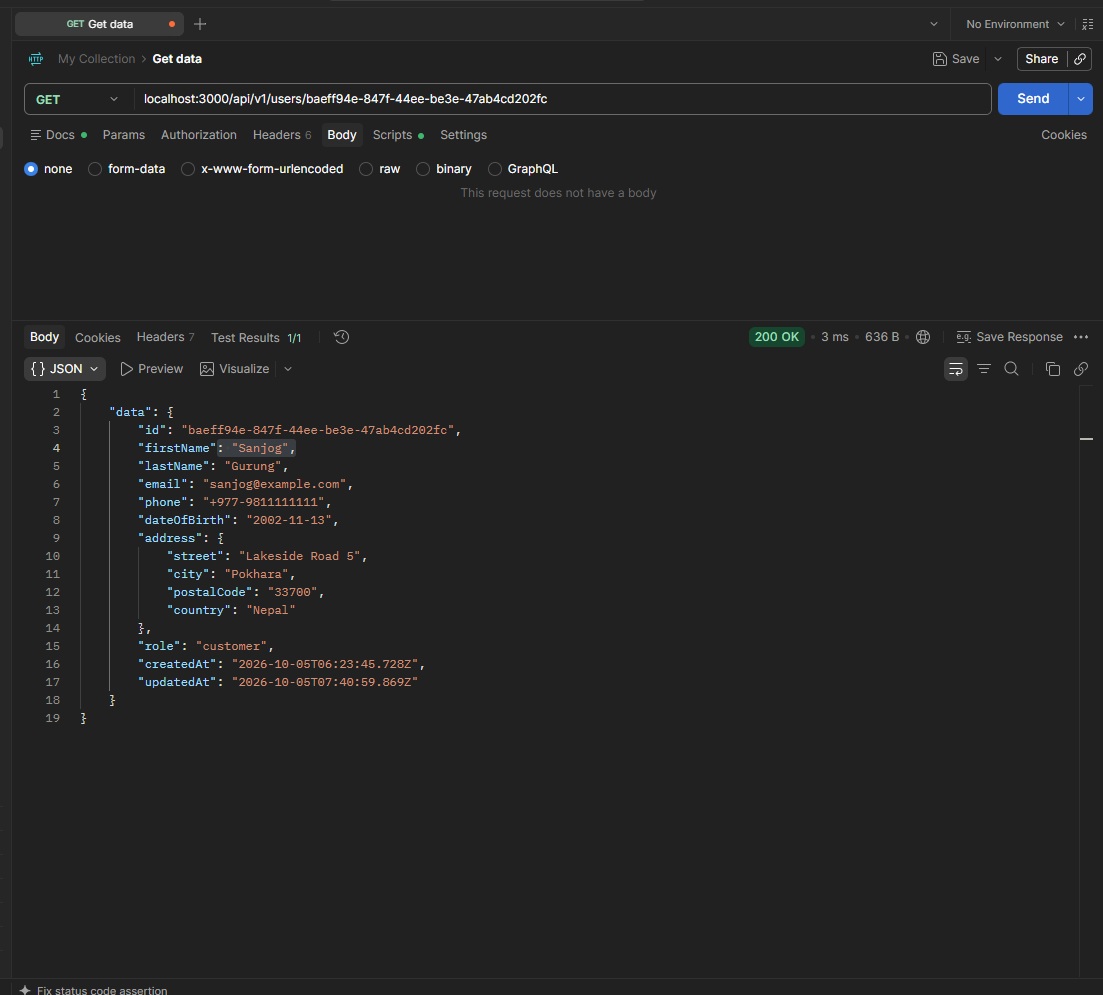 GET Get data
No Environment
HTTP My Collection > Get data
Save
Share
GET localhost:3000/api/v1/users/baeff94e-847f-44ee-be3e-47ab4cd202fc
Send
Docs Params Authorization Headers 6 Body Scripts Settings
Cookies
none form-data x-www-form-urlencoded raw binary GraphQL
This request does not have a body
Body Cookies Headers 7 Test Results 1/1
200 OK 3 ms 636 B e.g. Save Response
{} JSON Preview Visualize
1 {
2 "data": {
3 "id": "baeff94e-847f-44ee-be3e-47ab4cd202fc",
4 "firstName": "Sanjog",
5 "lastName": "Gurung",
6 "email": "sanjog@example.com",
7 "phone": "+977-9811111111",
8 "dateOfBirth": "2002-11-13",
9 "address": {
10 "street": "Lakeside Road 5",
11 "city": "Pokhara",
12 "postalCode": "33700",
13 "country": "Nepal"
14 },
15 "role": "customer",
16 "createdAt": "2026-10-05T06:23:45.728Z",
17 "updatedAt": "2026-10-05T07:40:59.869Z"
18 }
19 }
Fix status code assertion